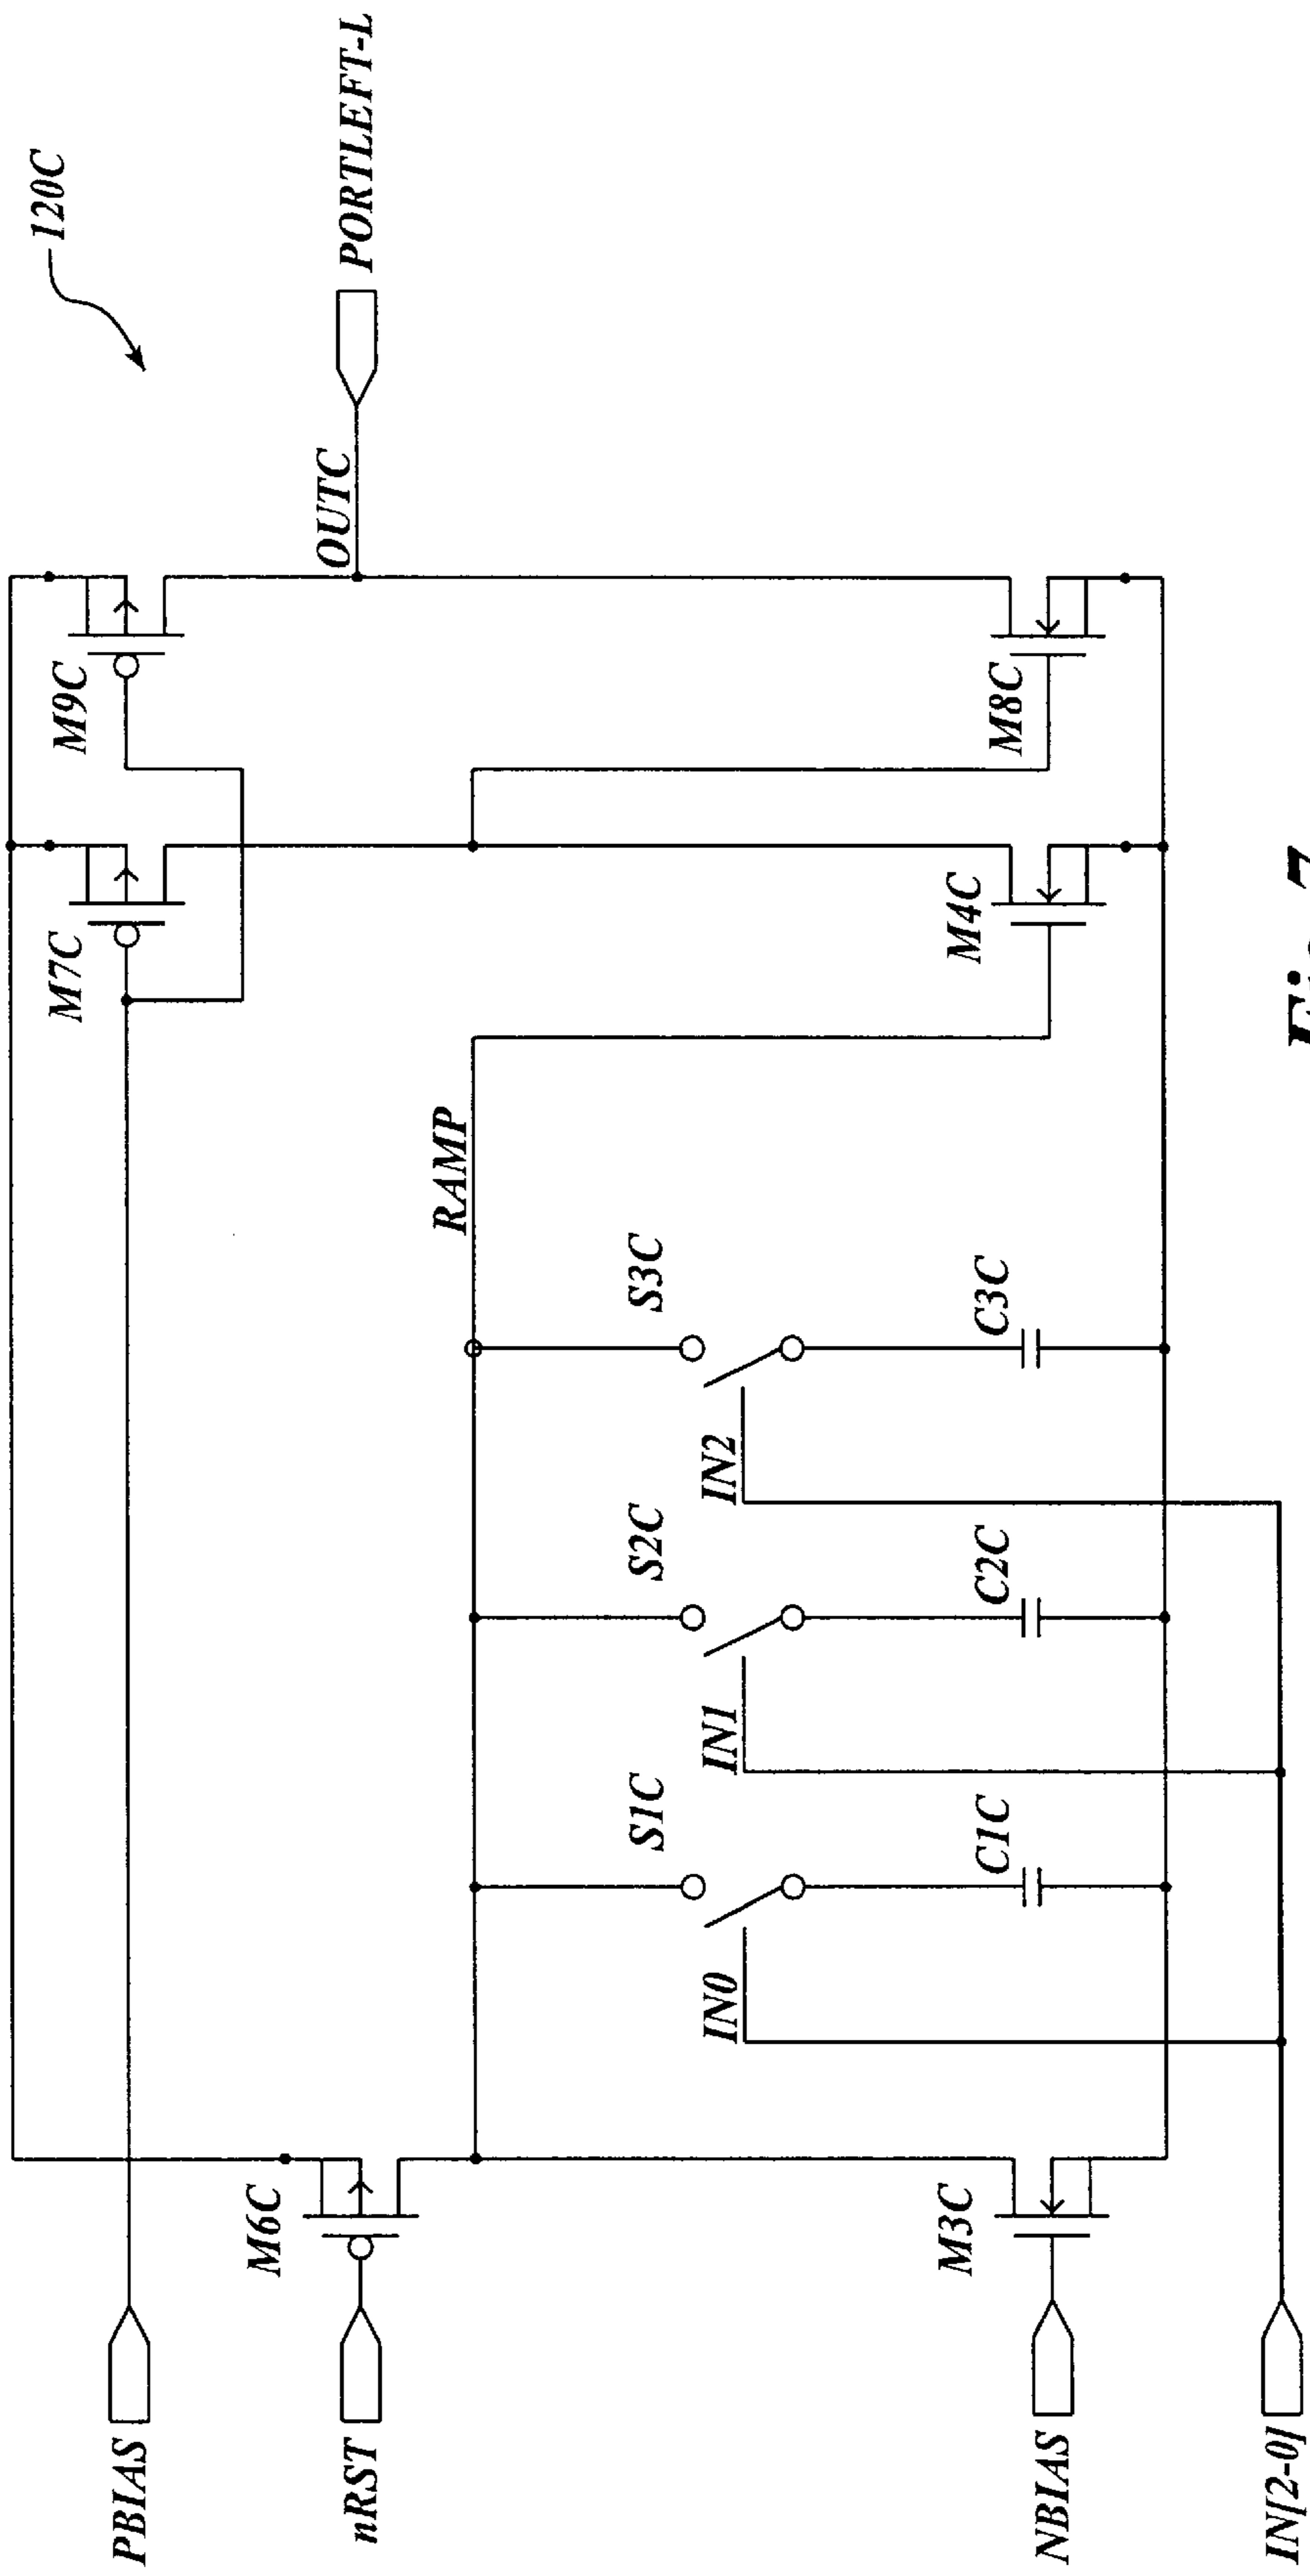 120C
PORTLEFT-L
OUTC
M9C
M8C
M7C
M4C
RAMP
S3C
C3C
IN2
S2C
C2C
IN1
S1C
C1C
IN0
M6C
M3C
PBIAS
nRST
NBIAS
IN[2-0]